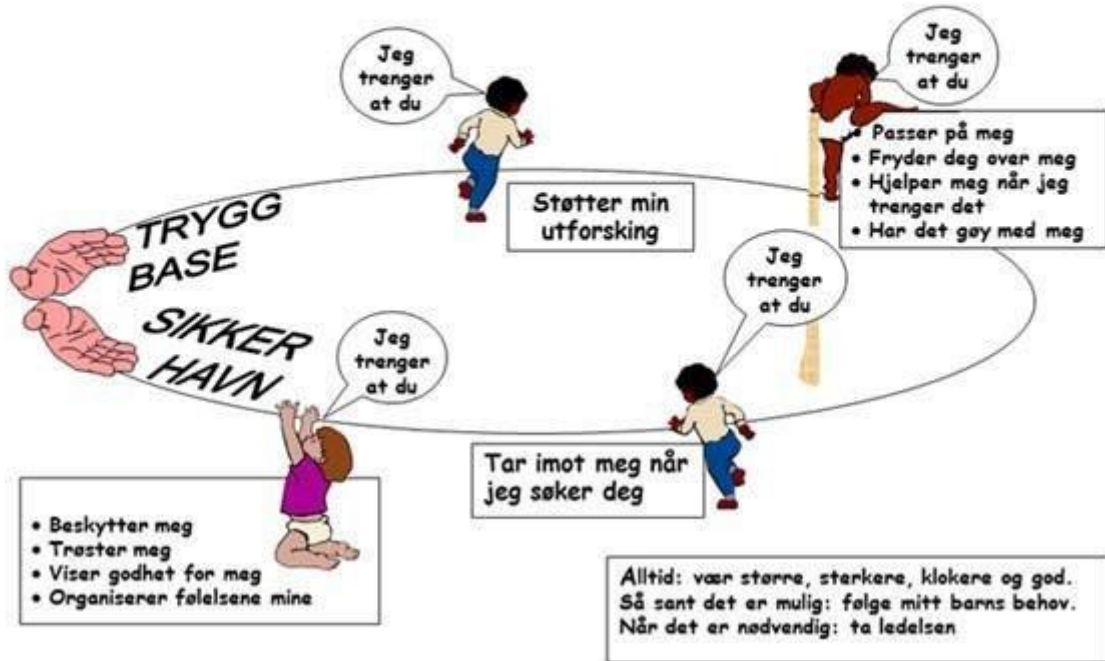 Jeg
trenger
at du
Jeg
trenger
at du
• Passer på meg
• Fryder deg over meg
• Hjelper meg når jeg
trenger det
• Har det gøy med meg
Støtter min
utforsking
TRYGG
BASE
SIKKER
HAVN
Jeg
trenger
at du
Jeg
trenger
at du
Tar imot meg når
jeg søker deg
• Beskytter meg
• Trøster meg
• Viser godhet for meg
• Organiserer følelsene mine
Alltid: vær større, sterkere, klokere og god.
Så sant det er mulig: følge mitt barns behov.
Når det er nødvendig: ta ledelsen